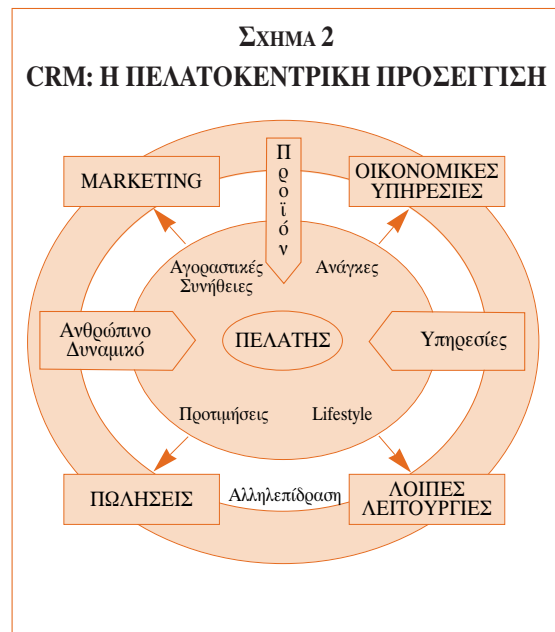 ΣΧΗΜΑ 2
CRM: Η ΠΕΛΑΤΟΚΕΝΤΡΙΚΗ ΠΡΟΣΕΓΓΙΣΗ
Προϊόν
MARKETING
ΟΙΚΟΝΟΜΙΚΕΣ
ΥΠΗΡΕΣΙΕΣ
Αγοραστικές
Συνήθειες
Ανάγκες
Ανθρώπινο
Δυναμικό
ΠΕΛΑΤΗΣ
Υπηρεσίες
Προτιμήσεις
Lifestyle
ΠΩΛΗΣΕΙΣ
Αλληλεπίδραση
ΛΟΙΠΕΣ
ΛΕΙΤΟΥΡΓΙΕΣ